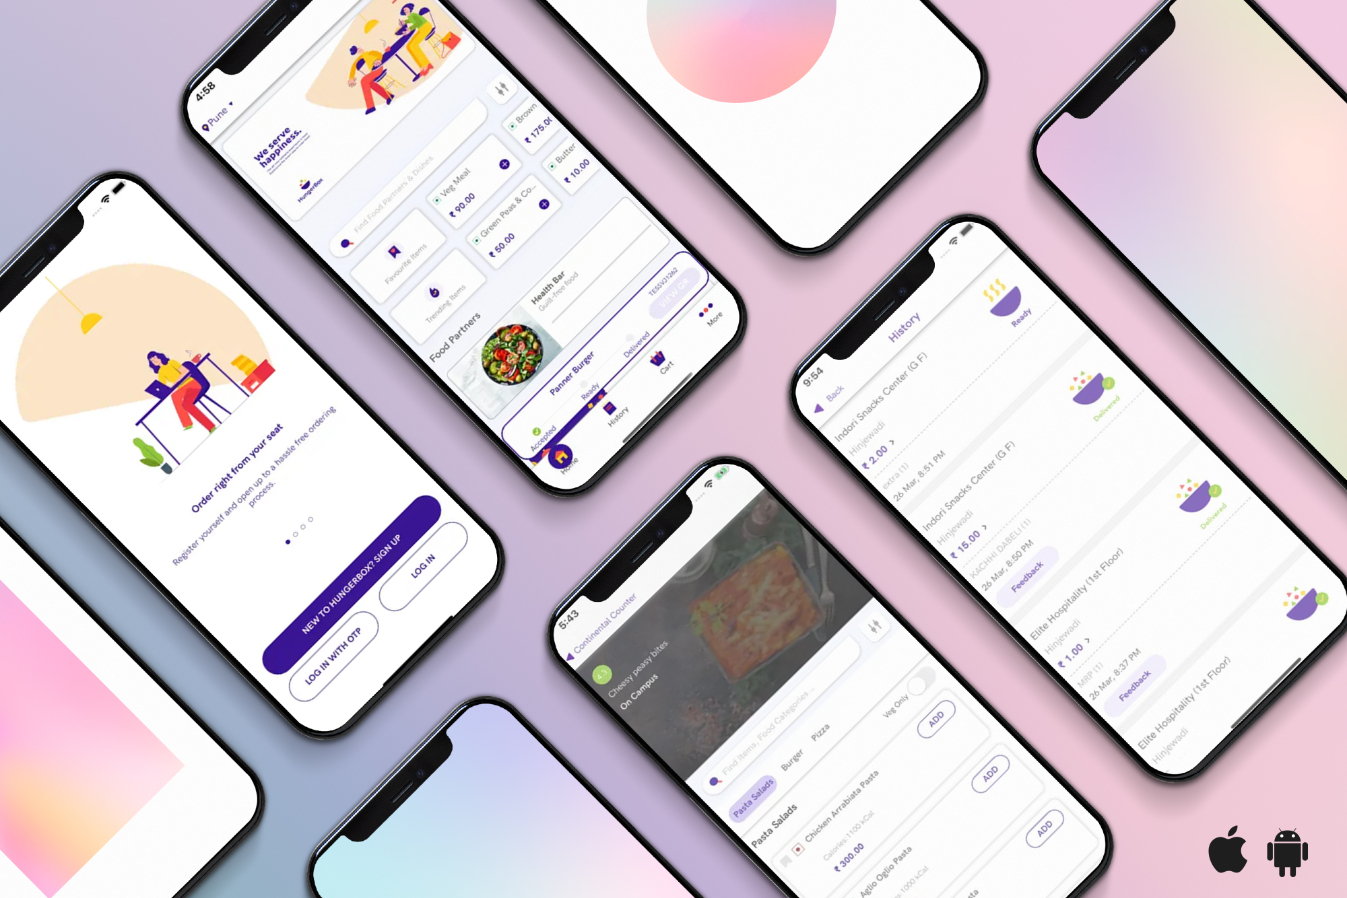 Order right from your seat
Register yourself and open up to a hassle free ordering
process.
NEW TO HUNGERBOX? SIGN UP
LOG IN WITH OTP
LOG IN
4:58
Pune
We serve
happiness.
HungerBox
Find Food Partners & Dishes
Favourite Items
Trending Items
Veg Meal
₹ 90.00
Green Peas & Co...
₹ 50.00
Brown
₹ 175.00
Butter
₹ 10.00
Food Partners
Health Bar
Guilt-free food
Panner Burger
Accepted
Ready
Delivered
Home
History
Cart
More
5:43
Continental Counter
Cheesy peasy bites
On Campus
Find Items, Food Categories...
Veg Only
Pasta Salads
Burger
Pizza
Pasta Salads
Chicken Arrabiata Pasta
Calories 1100 kCal
₹ 300.00
ADD
Aglio Oglio Pasta
ADD
ADD
9:54
Back
History
Indori Snacks Center (G F)
Hinjewadi
₹ 2.00 >
extra (1)
26 Mar, 8:51 PM
Ready
Indori Snacks Center (G F)
Hinjewadi
₹ 15.00 >
KACHHI DABELI (1)
26 Mar, 8:50 PM
Feedback
Delivered
Elite Hospitality (1st Floor)
Hinjewadi
₹ 1.00 >
MRP (1)
26 Mar, 8:37 PM
Feedback
Delivered
Elite Hospitality (1st Floor)
Hinjewadi